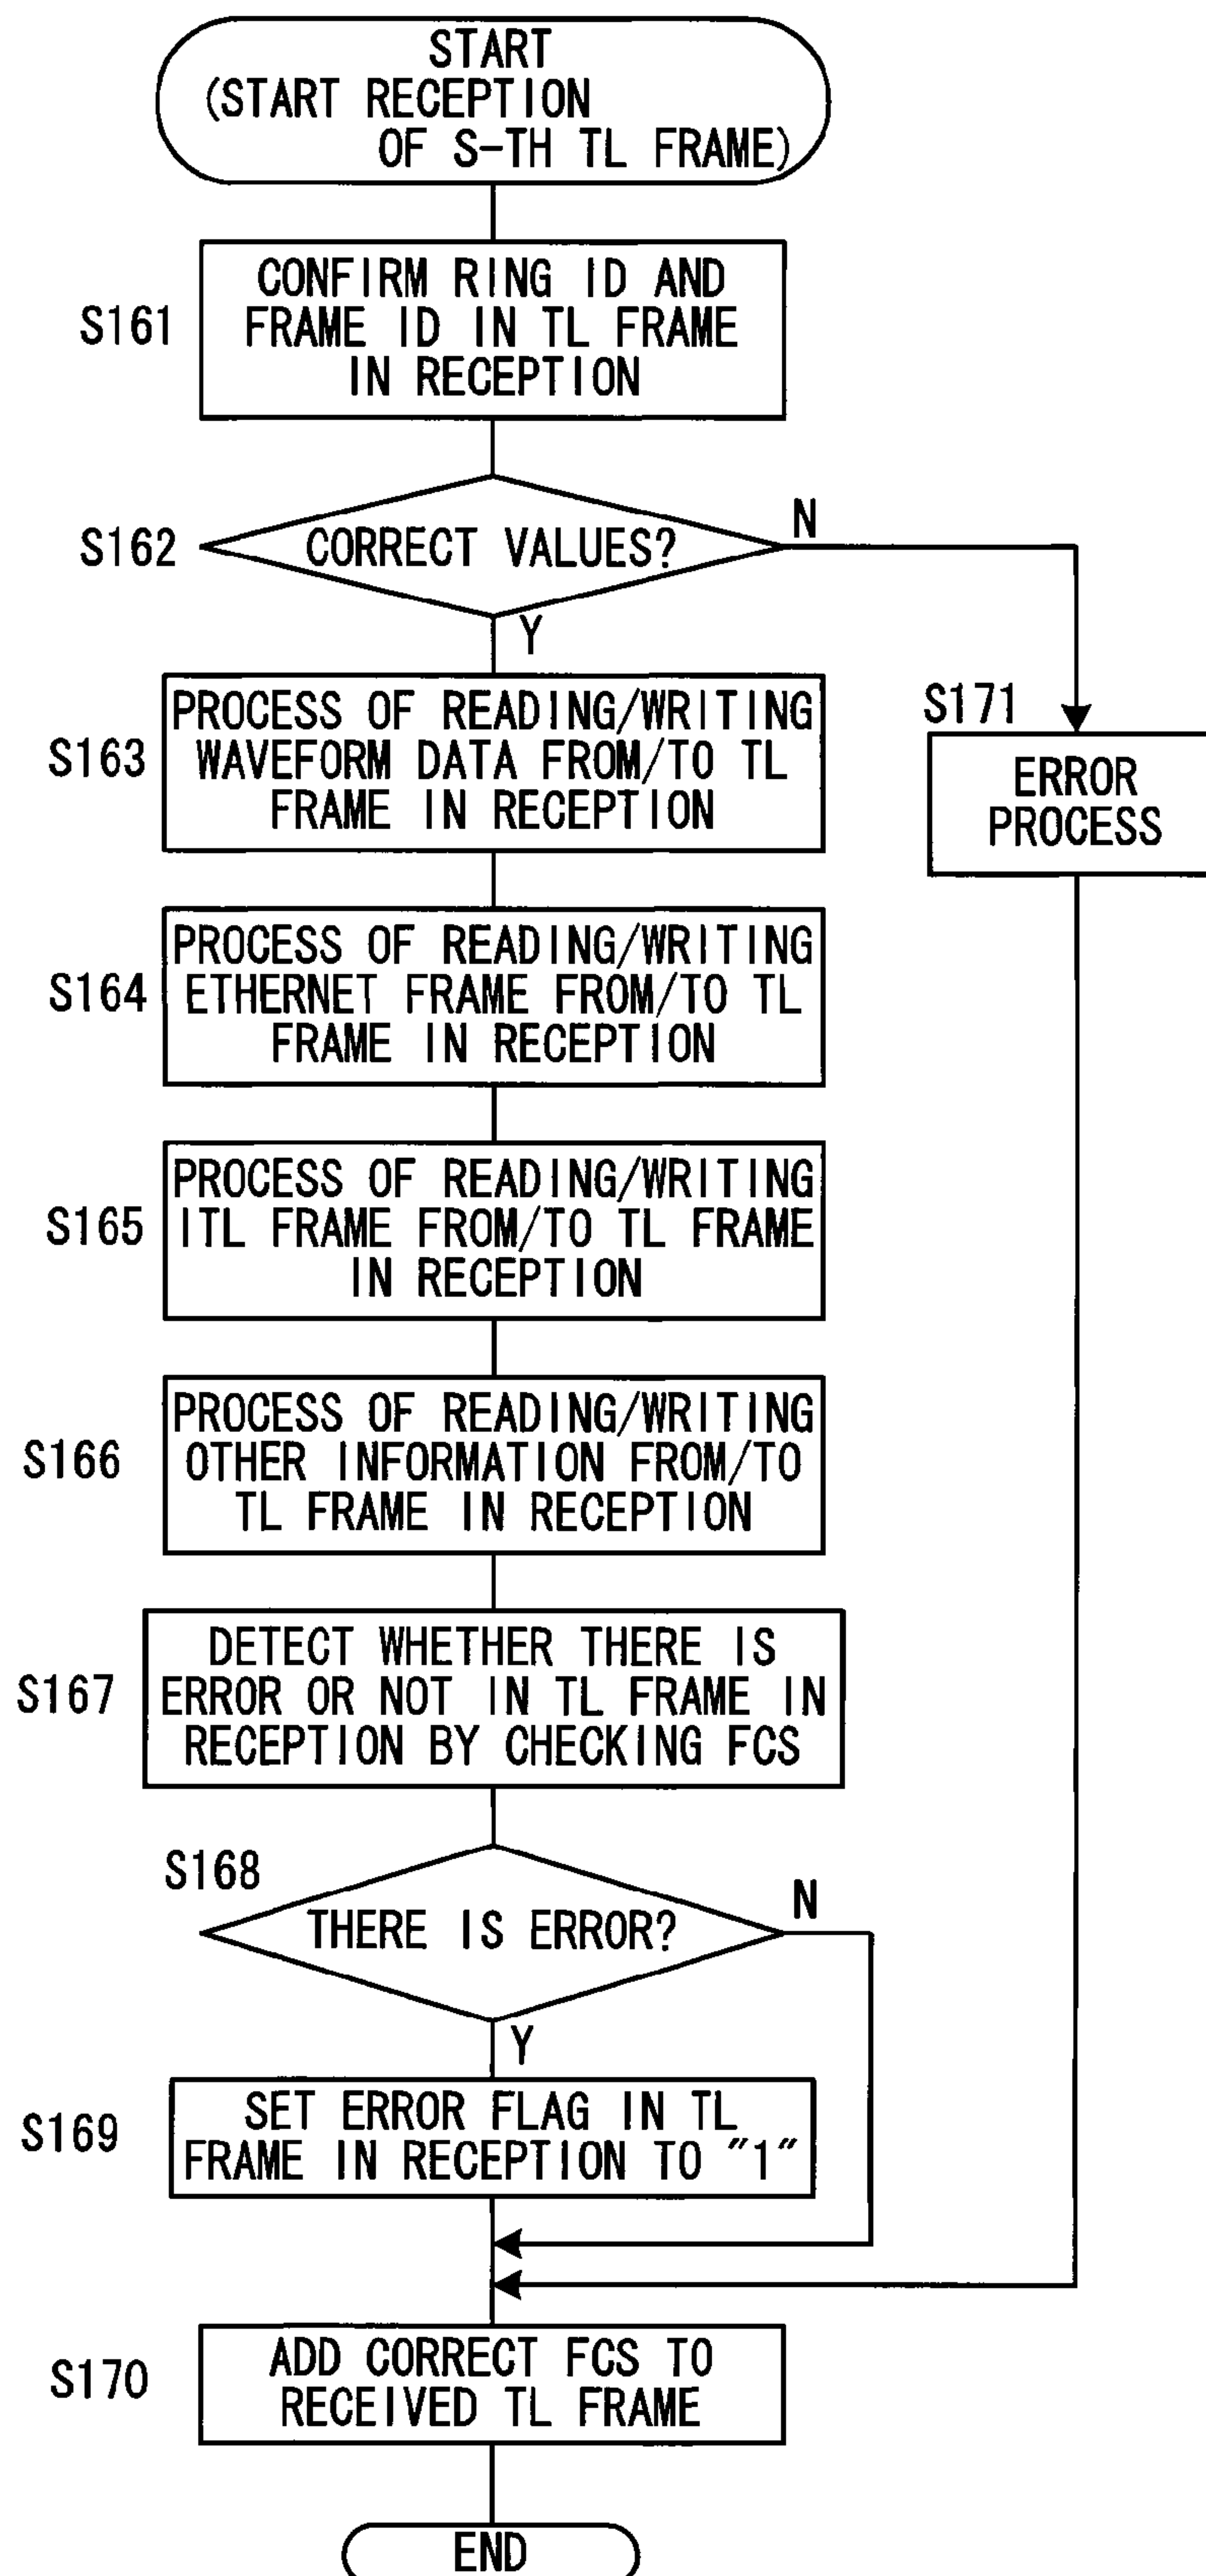 START
(START RECEPTION
OF S-TH TL FRAME)
S161
CONFIRM RING ID AND
FRAME ID IN TL FRAME
IN RECEPTION
S162
CORRECT VALUES?
N
Y
S163
PROCESS OF READING/WRITING
WAVEFORM DATA FROM/TO TL
FRAME IN RECEPTION
S171
ERROR
PROCESS
S164
PROCESS OF READING/WRITING
ETHERNET FRAME FROM/TO TL
FRAME IN RECEPTION
S165
PROCESS OF READING/WRITING
ITL FRAME FROM/TO TL FRAME
IN RECEPTION
S166
PROCESS OF READING/WRITING
OTHER INFORMATION FROM/TO
TL FRAME IN RECEPTION
S167
DETECT WHETHER THERE IS
ERROR OR NOT IN TL FRAME IN
RECEPTION BY CHECKING FCS
S168
THERE IS ERROR?
N
Y
S169
SET ERROR FLAG IN TL
FRAME IN RECEPTION TO "1"
S170
ADD CORRECT FCS TO
RECEIVED TL FRAME
END